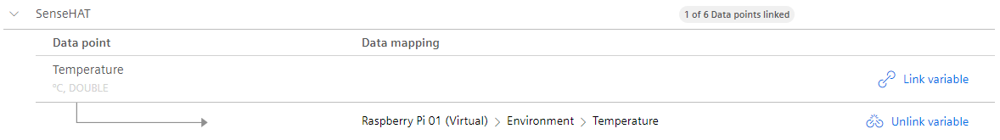 SenseHAT 1 of 6 Data points linked
Data point Data mapping
Temperature
°C, DOUBLE
Link variable
Raspberry Pi 01 (Virtual) > Environment > Temperature Unlink variable